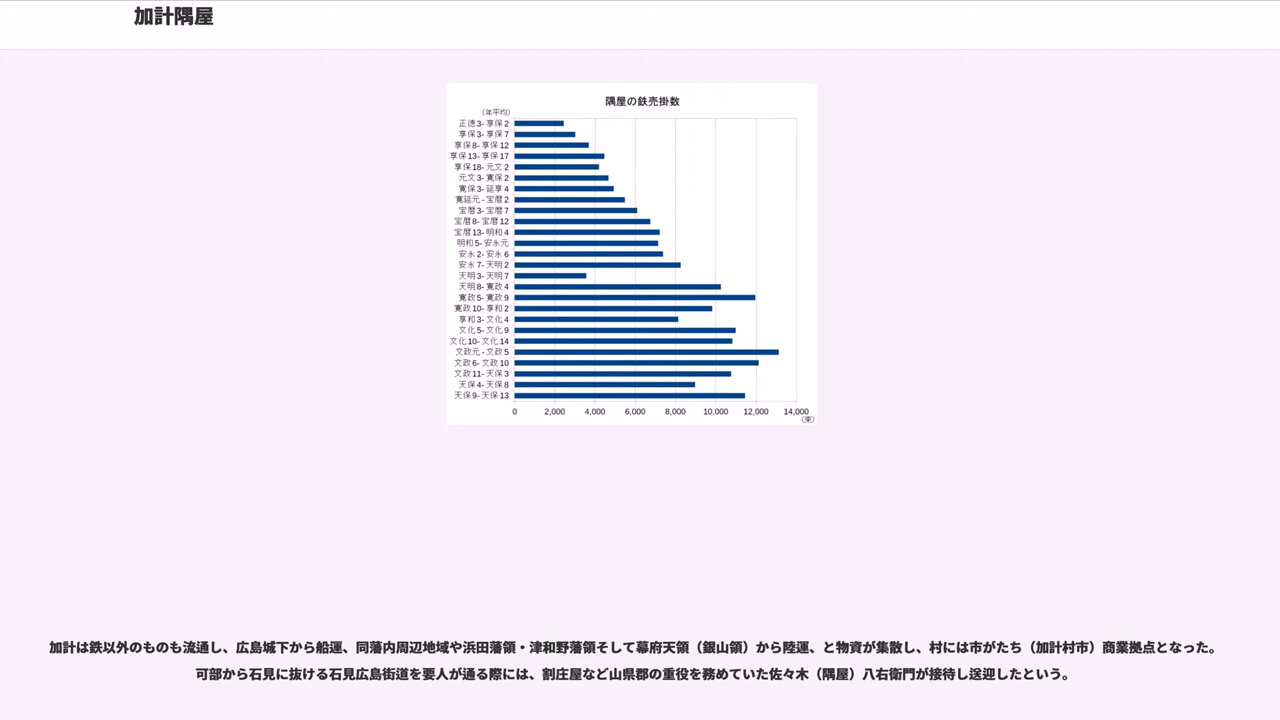 加計隅屋
隅屋の鉄売掛数
（年平均）
正徳3-享保2
享保3-享保7
享保8-享保12
享保13-享保17
享保18-元文2
元文3-寛保2
寛保3-延享4
寛延元-宝暦2
宝暦3-宝暦7
宝暦8-宝暦12
宝暦13-明和4
明和5-安永元
安永2-安永6
安永7-天明2
天明3-天明7
天明8-寛政4
寛政5-寛政9
寛政10-享和2
享和3-文化4
文化5-文化9
文化10-文化14
文政元-文政5
文政6-文政10
文政11-天保3
天保4-天保8
天保9-天保13
0 2,000 4,000 6,000 8,000 10,000 12,000 14,000
（束）
加計は鉄以外のものも流通し、広島城下から船運、同藩内周辺地域や浜田藩領・津和野藩領そして幕府天領（銀山領）から陸運、と物資が集散し、村には市がたち（加計村市）商業拠点となった。
可部から石見に抜ける石見広島街道を要人が通る際には、割庄屋など山県郡の重役を務めていた佐々木（隅屋）八右衛門が接待し送迎したという。